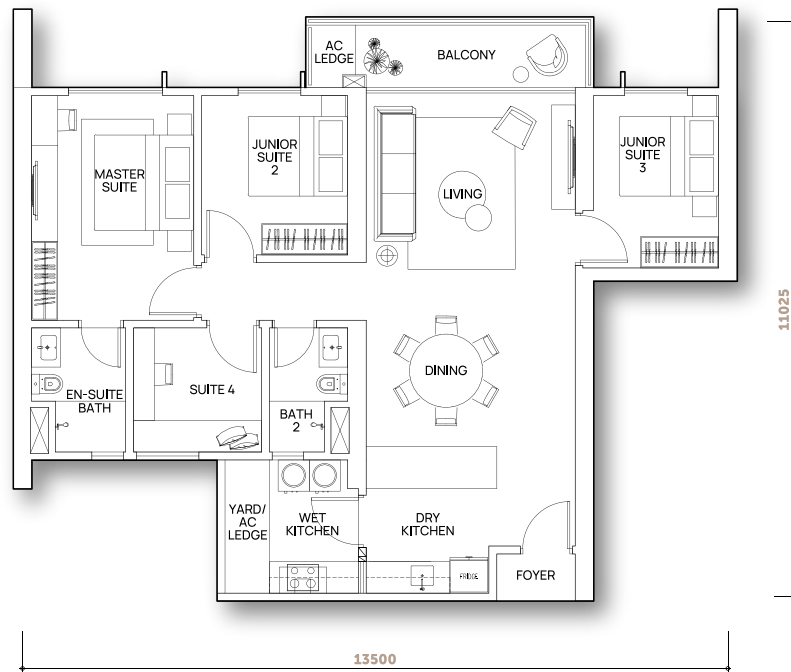 AC
LEDGE
BALCONY
MASTER
SUITE
JUNIOR
SUITE
2
LIVING
JUNIOR
SUITE
3
11025
DINING
EN-SUITE
BATH
SUITE 4
BATH
2
YARD/
AC
LEDGE
WET
KITCHEN
DRY
KITCHEN
FRIDGE
FOYER
13500